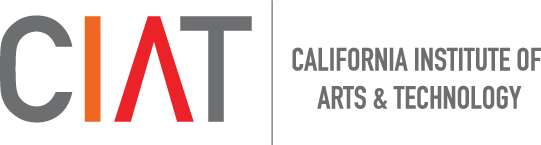 CIAT
CALIFORNIA INSTITUTE OF
ARTS & TECHNOLOGY